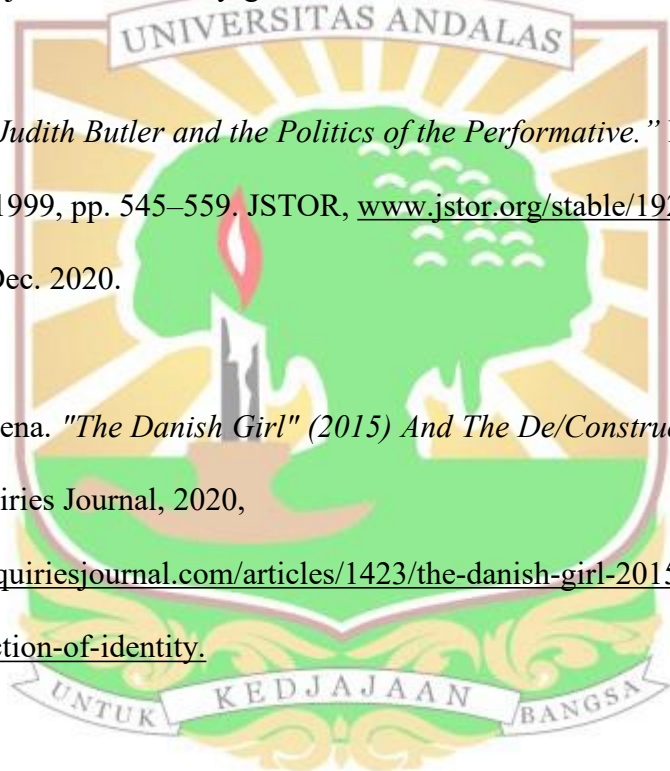 UNIVERSITAS ANDALAS
Judith Butler and the Politics of the Performative.”
1999, pp. 545–559. JSTOR, www.jstor.org/stable/19
Dec. 2020.
ena. "The Danish Girl" (2015) And The De/Construc
iries Journal, 2020,
quiriesjournal.com/articles/1423/the-danish-girl-2015
ction-of-identity.
UNTUK KEDJAJAAN BANGSA